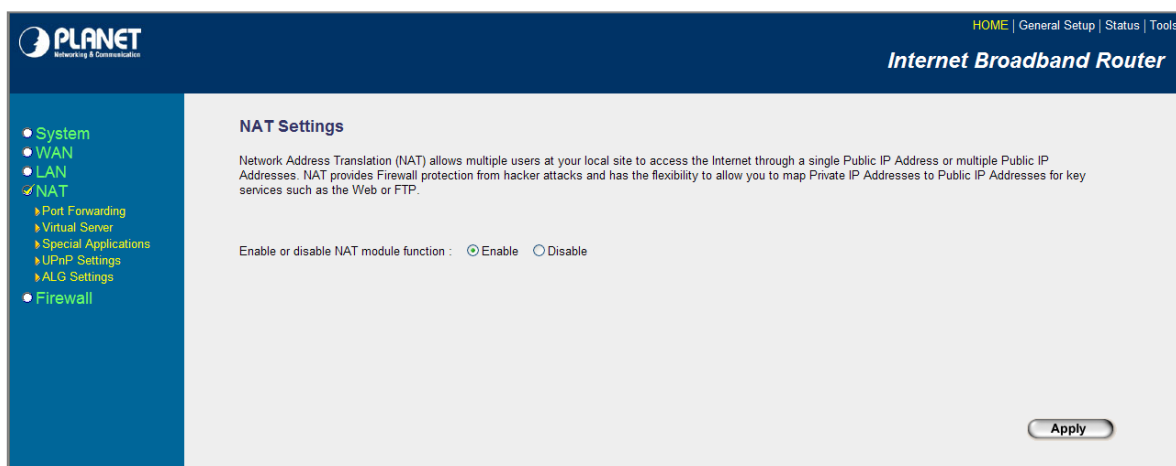 PLANET
Networking & Communication
HOME | General Setup | Status | Tools
Internet Broadband Router
System
WAN
LAN
NAT
Port Forwarding
Virtual Server
Special Applications
UPnP Settings
ALG Settings
Firewall
NAT Settings
Network Address Translation (NAT) allows multiple users at your local site to access the Internet through a single Public IP Address or multiple Public IP
Addresses. NAT provides Firewall protection from hacker attacks and has the flexibility to allow you to map Private IP Addresses to Public IP Addresses for key
services such as the Web or FTP.
Enable or disable NAT module function : Enable Disable
Apply